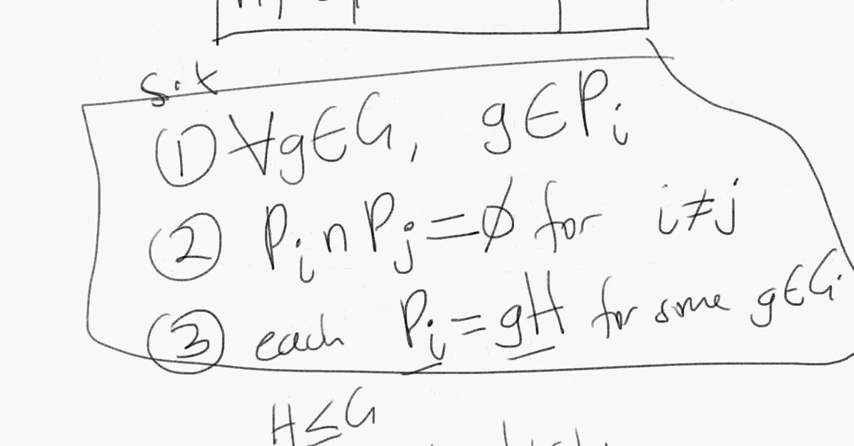 s.t
① ∀g∈G, g∈Pi
② Pi∩Pj=∅ for i≠j
③ each Pi=gH for some g∈G.
H≤G